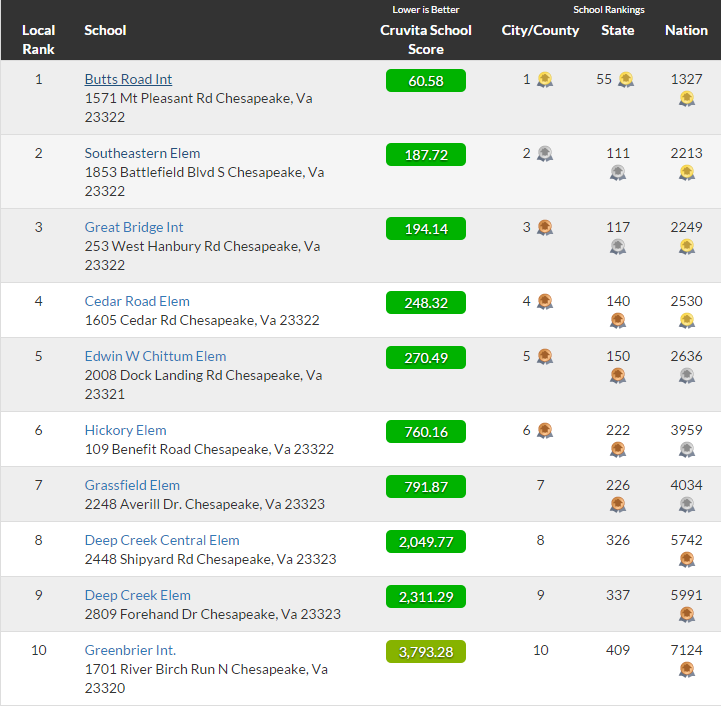 Lower is Better School Rankings
Local Rank School Cruvita School Score City/County State Nation
1 Butts Road Int 60.58 1 55 1327
1571 Mt Pleasant Rd Chesapeake, Va
23322
2 Southeastern Elem 187.72 2 111 2213
1853 Battlefield Blvd S Chesapeake, Va
23322
3 Great Bridge Int 194.14 3 117 2249
253 West Hanbury Rd Chesapeake, Va
23322
4 Cedar Road Elem 248.32 4 140 2530
1605 Cedar Rd Chesapeake, Va 23322
5 Edwin W Chittum Elem 270.49 5 150 2636
2008 Dock Landing Rd Chesapeake, Va
23321
6 Hickory Elem 760.16 6 222 3959
109 Benefit Road Chesapeake, Va 23322
7 Grassfield Elem 791.87 7 226 4034
2248 Averill Dr. Chesapeake, Va 23323
8 Deep Creek Central Elem 2,049.77 8 326 5742
2448 Shipyard Rd Chesapeake, Va 23323
9 Deep Creek Elem 2,311.29 9 337 5991
2809 Forehand Dr Chesapeake, Va 23323
10 Greenbrier Int. 3,793.28 10 409 7124
1701 River Birch Run N Chesapeake, Va
23320